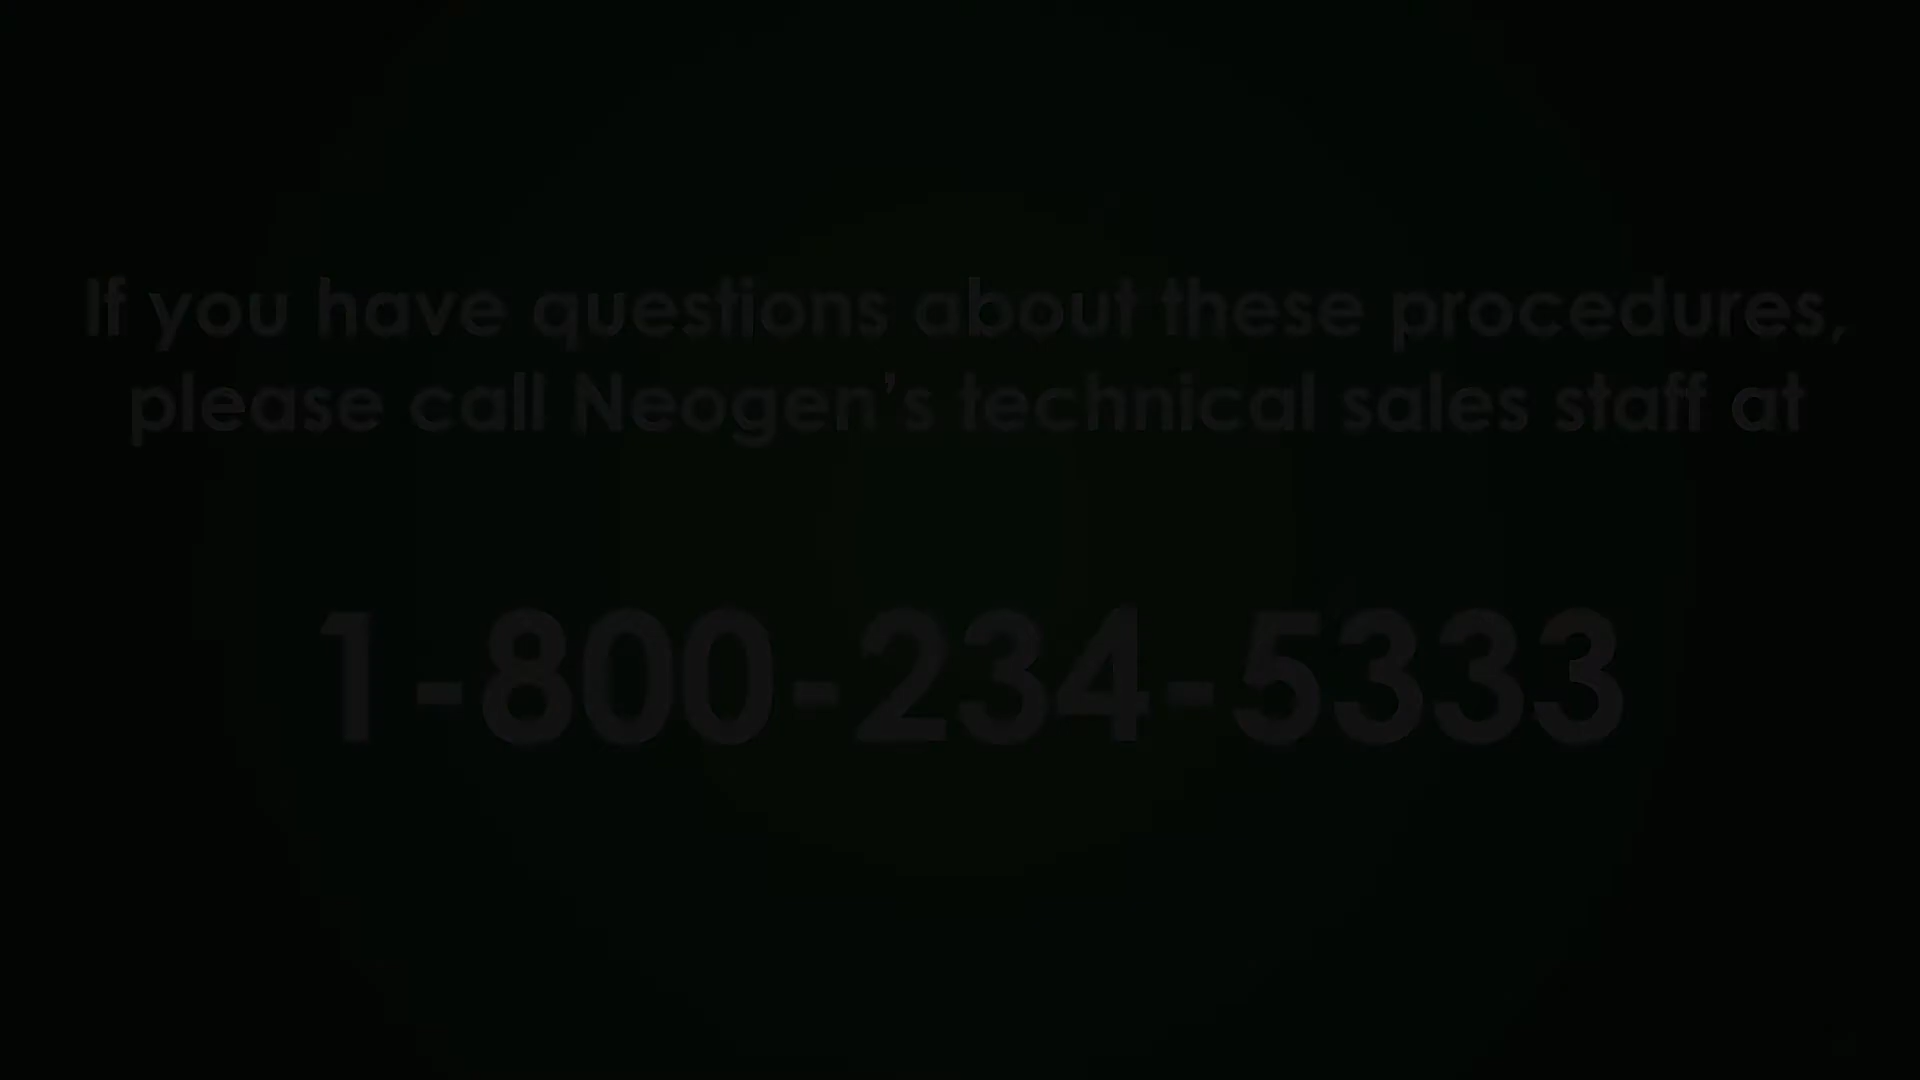 If you have questions about these procedures,
please call Neogen’s technical sales staff at
1-800-234-5333